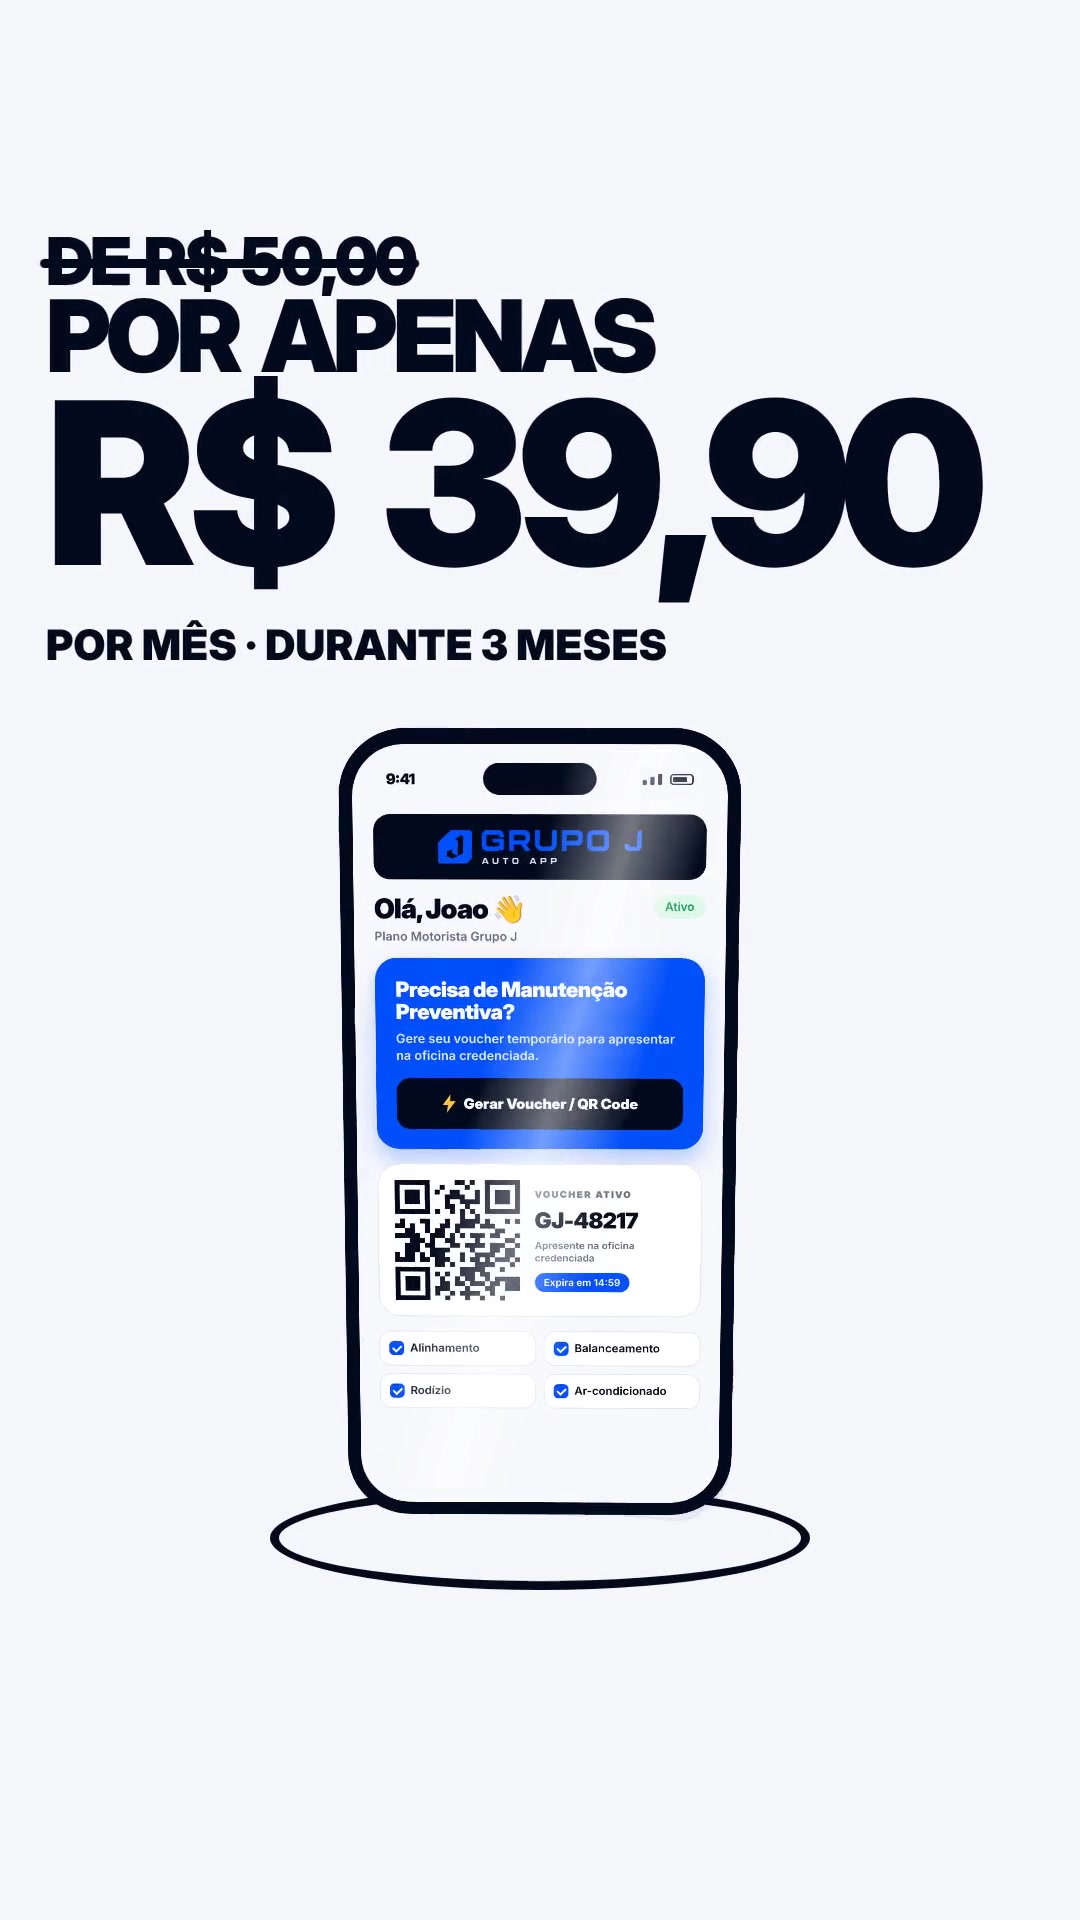 DE R$ 50,00
POR APENAS
R$ 39,90
POR MÊS · DURANTE 3 MESES
9:41
J GRUPO J
AUTO APP
Olá, Joao 👋
Ativo
Plano Motorista Grupo J
Precisa de Manutenção
Preventiva?
Gere seu voucher temporário para apresentar
na oficina credenciada.
⚡ Gerar Voucher / QR Code
VOUCHER ATIVO
GJ-48217
Apresente na oficina
credenciada
Expira em 14:59
Alinhamento
Balanceamento
Rodízio
Ar-condicionado